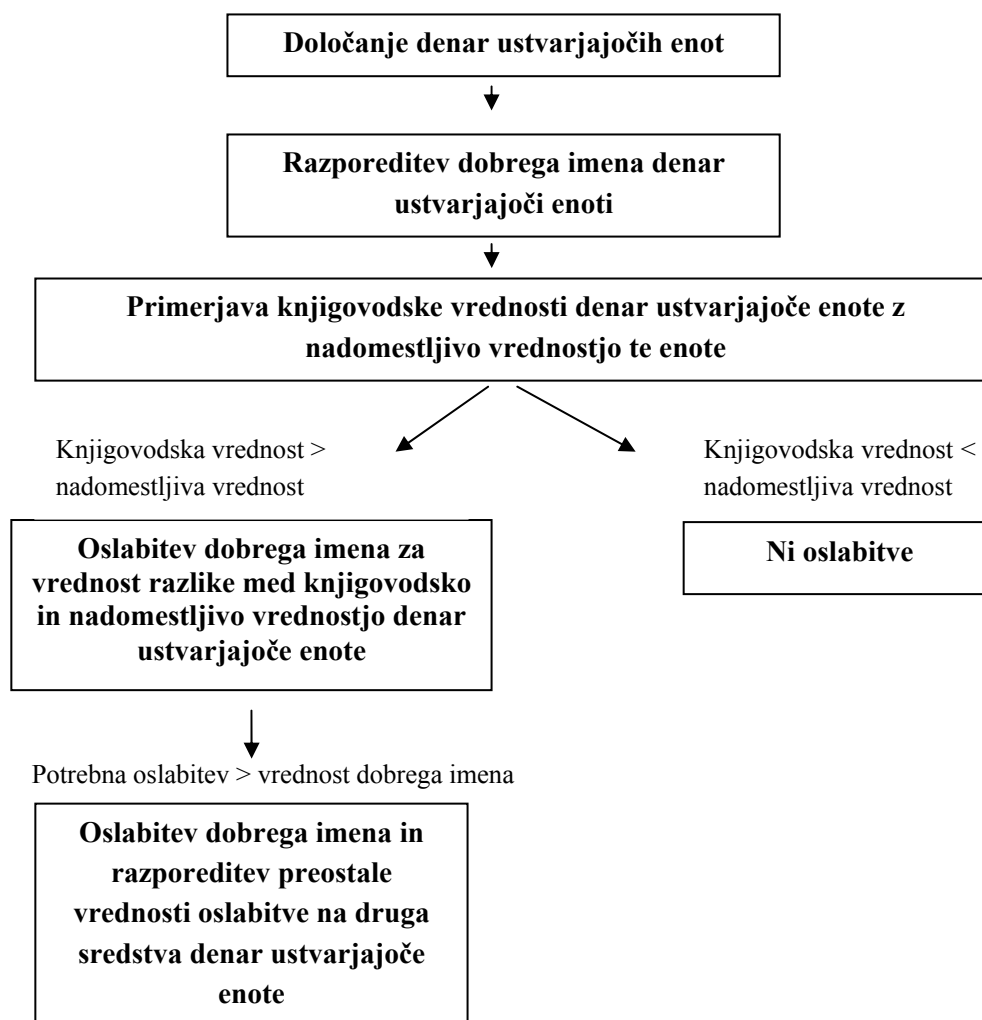 Določanje denar ustvarjajočih enot
Razporeditev dobrega imena denar
ustvarjajoči enoti
Primerjava knjigovodske vrednosti denar ustvarjajoče enote z
nadomestljivo vrednostjo te enote
Knjigovodska vrednost >
nadomestljiva vrednost
Knjigovodska vrednost <
nadomestljiva vrednost
Oslabitev dobrega imena za
vrednost razlike med knjigovodsko
in nadomestljivo vrednostjo denar
ustvarjajoče enote
Ni oslabitve
Potrebna oslabitev > vrednost dobrega imena
Oslabitev dobrega imena in
razporeditev preostale
vrednosti oslabitve na druga
sredstva denar ustvarjajoče
enote